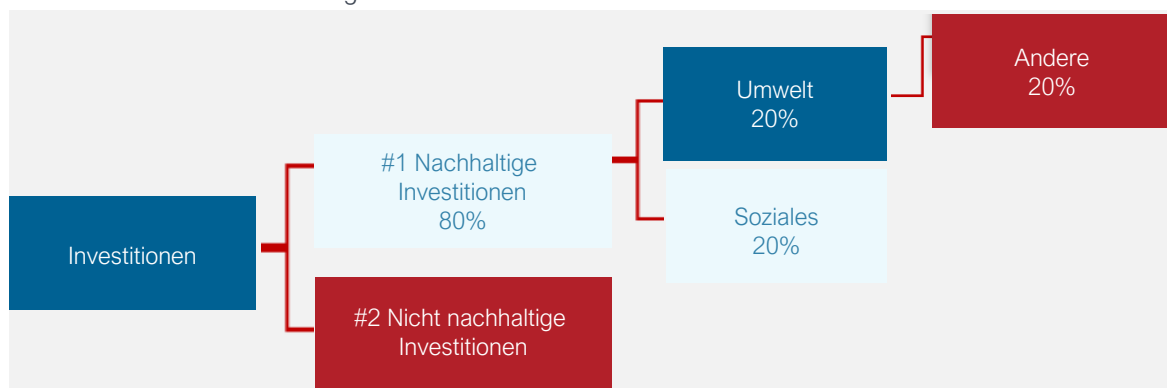 Investitionen
#1 Nachhaltige
Investitionen
80%
#2 Nicht nachhaltige
Investitionen
Umwelt
20%
Soziales
20%
Andere
20%